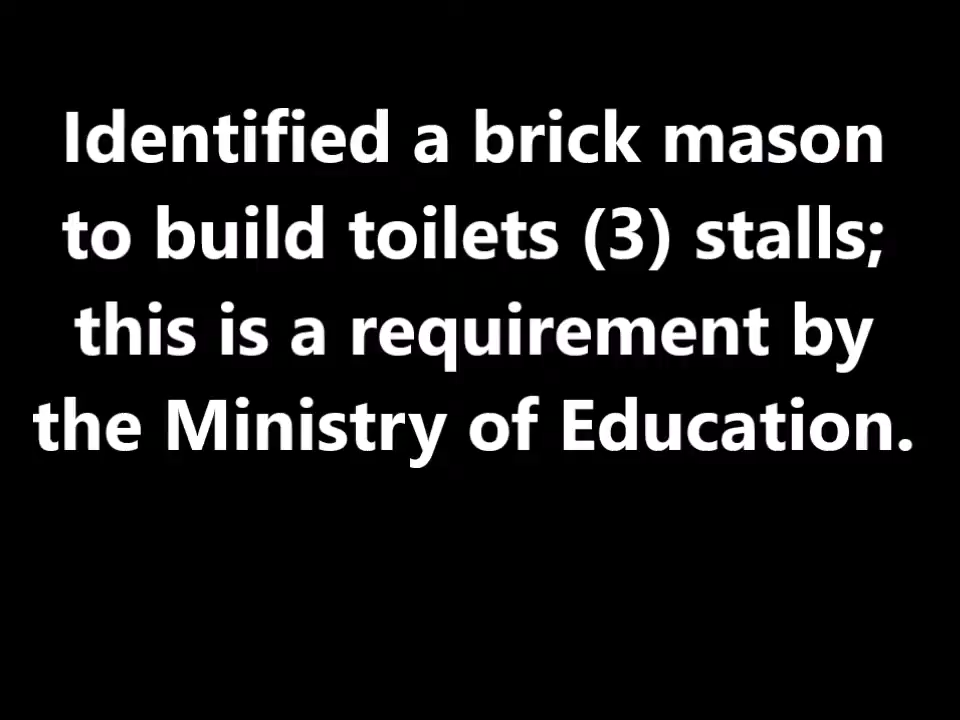 Identified a brick mason
to build toilets (3) stalls;
this is a requirement by
the Ministry of Education.